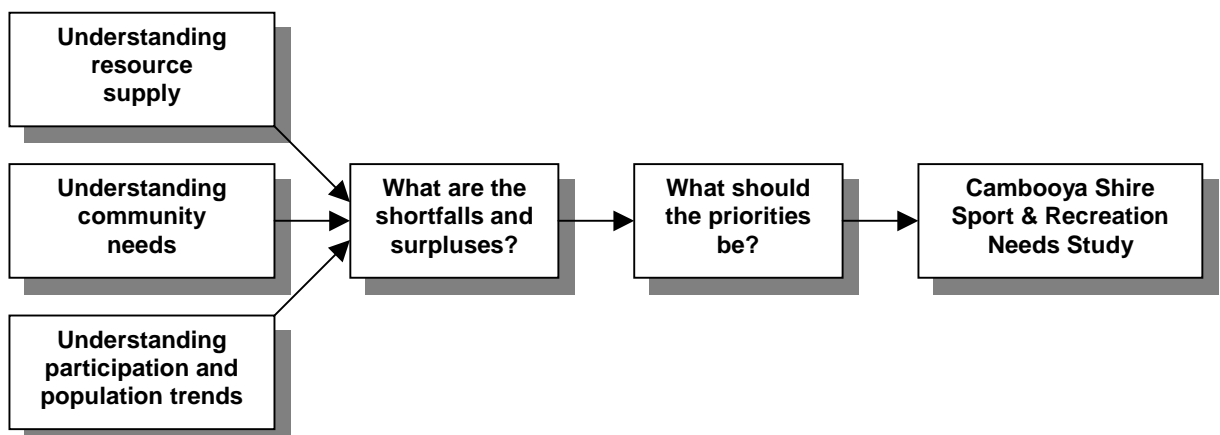 Understanding
resource
supply
Understanding
community
needs
Understanding
participation and
population trends
What are the
shortfalls and
surpluses?
What should
the priorities
be?
Cambooya Shire
Sport & Recreation
Needs Study